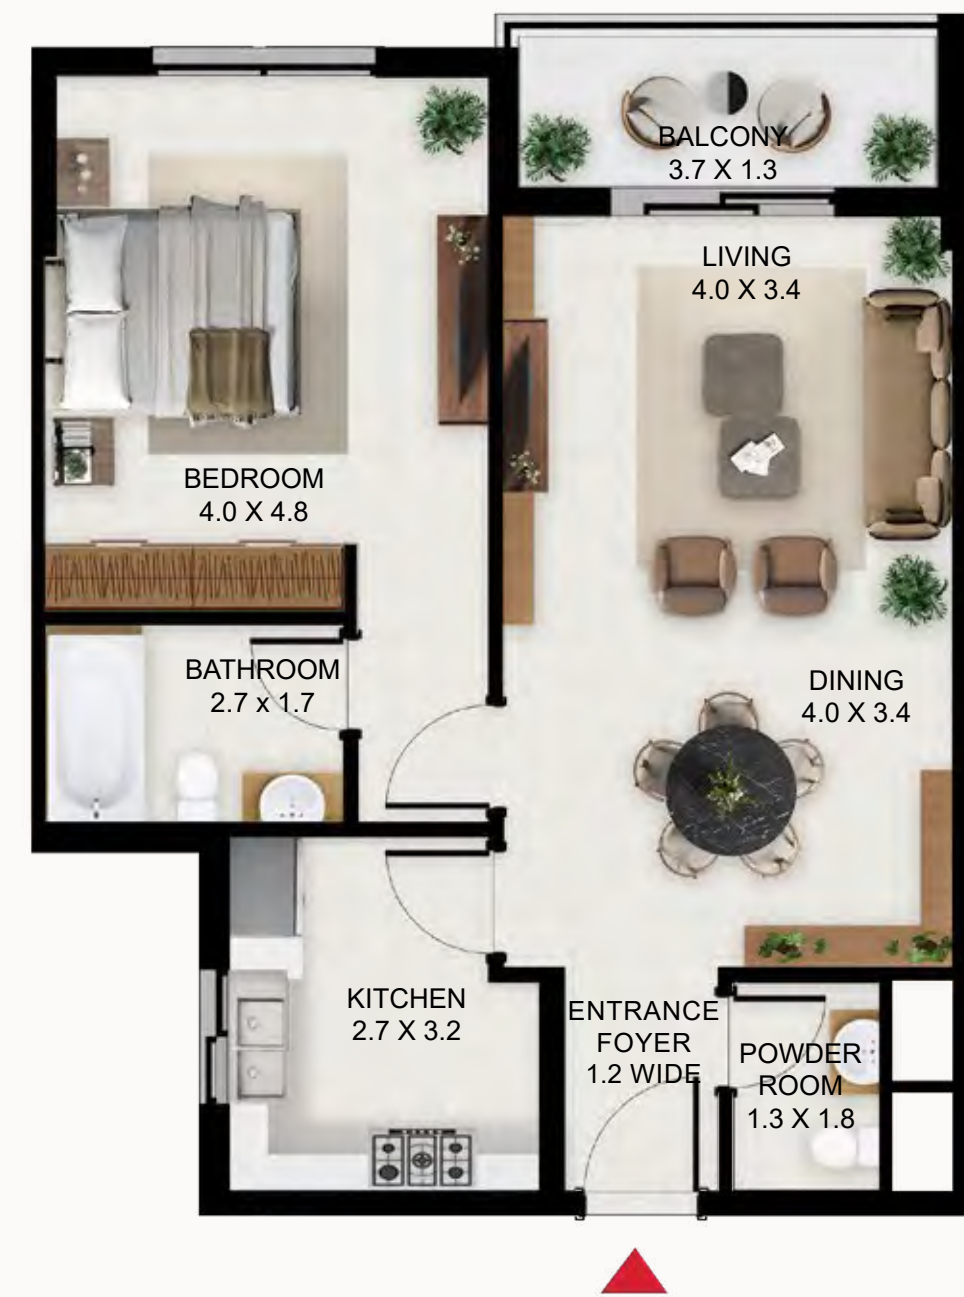 BALCONY
3.7 X 1.3
LIVING
4.0 X 3.4
BEDROOM
4.0 X 4.8
BATHROOM
2.7 x 1.7
DINING
4.0 X 3.4
KITCHEN
2.7 X 3.2
ENTRANCE
FOYER
1.2 WIDE
POWDER
ROOM
1.3 X 1.8